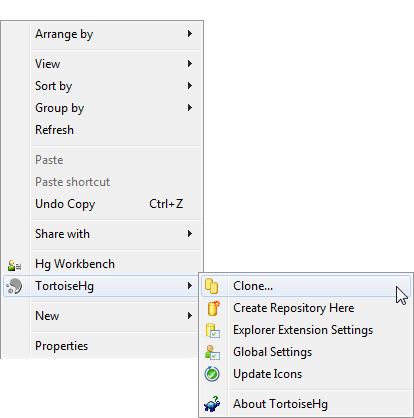 Arrange by
View
Sort by
Group by
Refresh
Paste
Paste shortcut
Undo Copy Ctrl+Z
Share with
Hg Workbench
TortoiseHg
New
Properties
Clone...
Create Repository Here
Explorer Extension Settings
Global Settings
Update Icons
About TortoiseHg